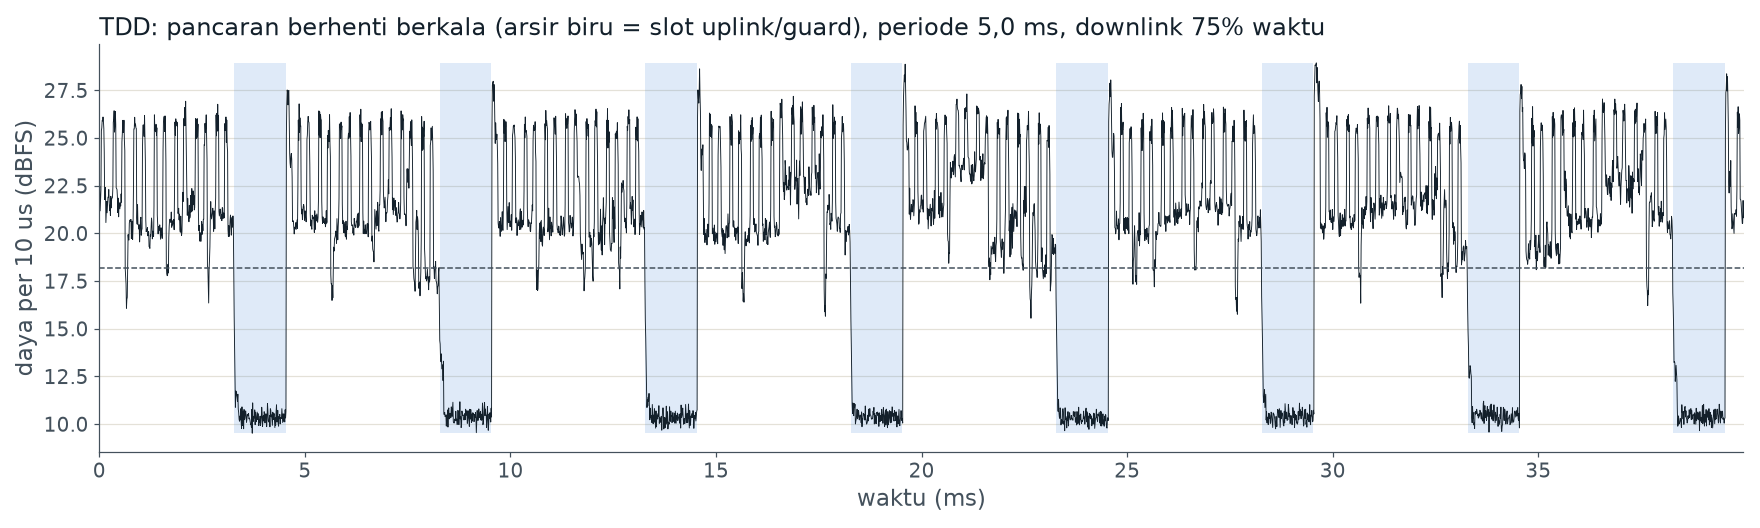 TDD: pancaran berhenti berkala (arsir biru = slot uplink/guard), periode 5,0 ms, downlink 75% waktu
daya per 10 us (dBFS)
27.5
25.0
22.5
20.0
17.5
15.0
12.5
10.0
0 5 10 15 20 25 30 35
waktu (ms)